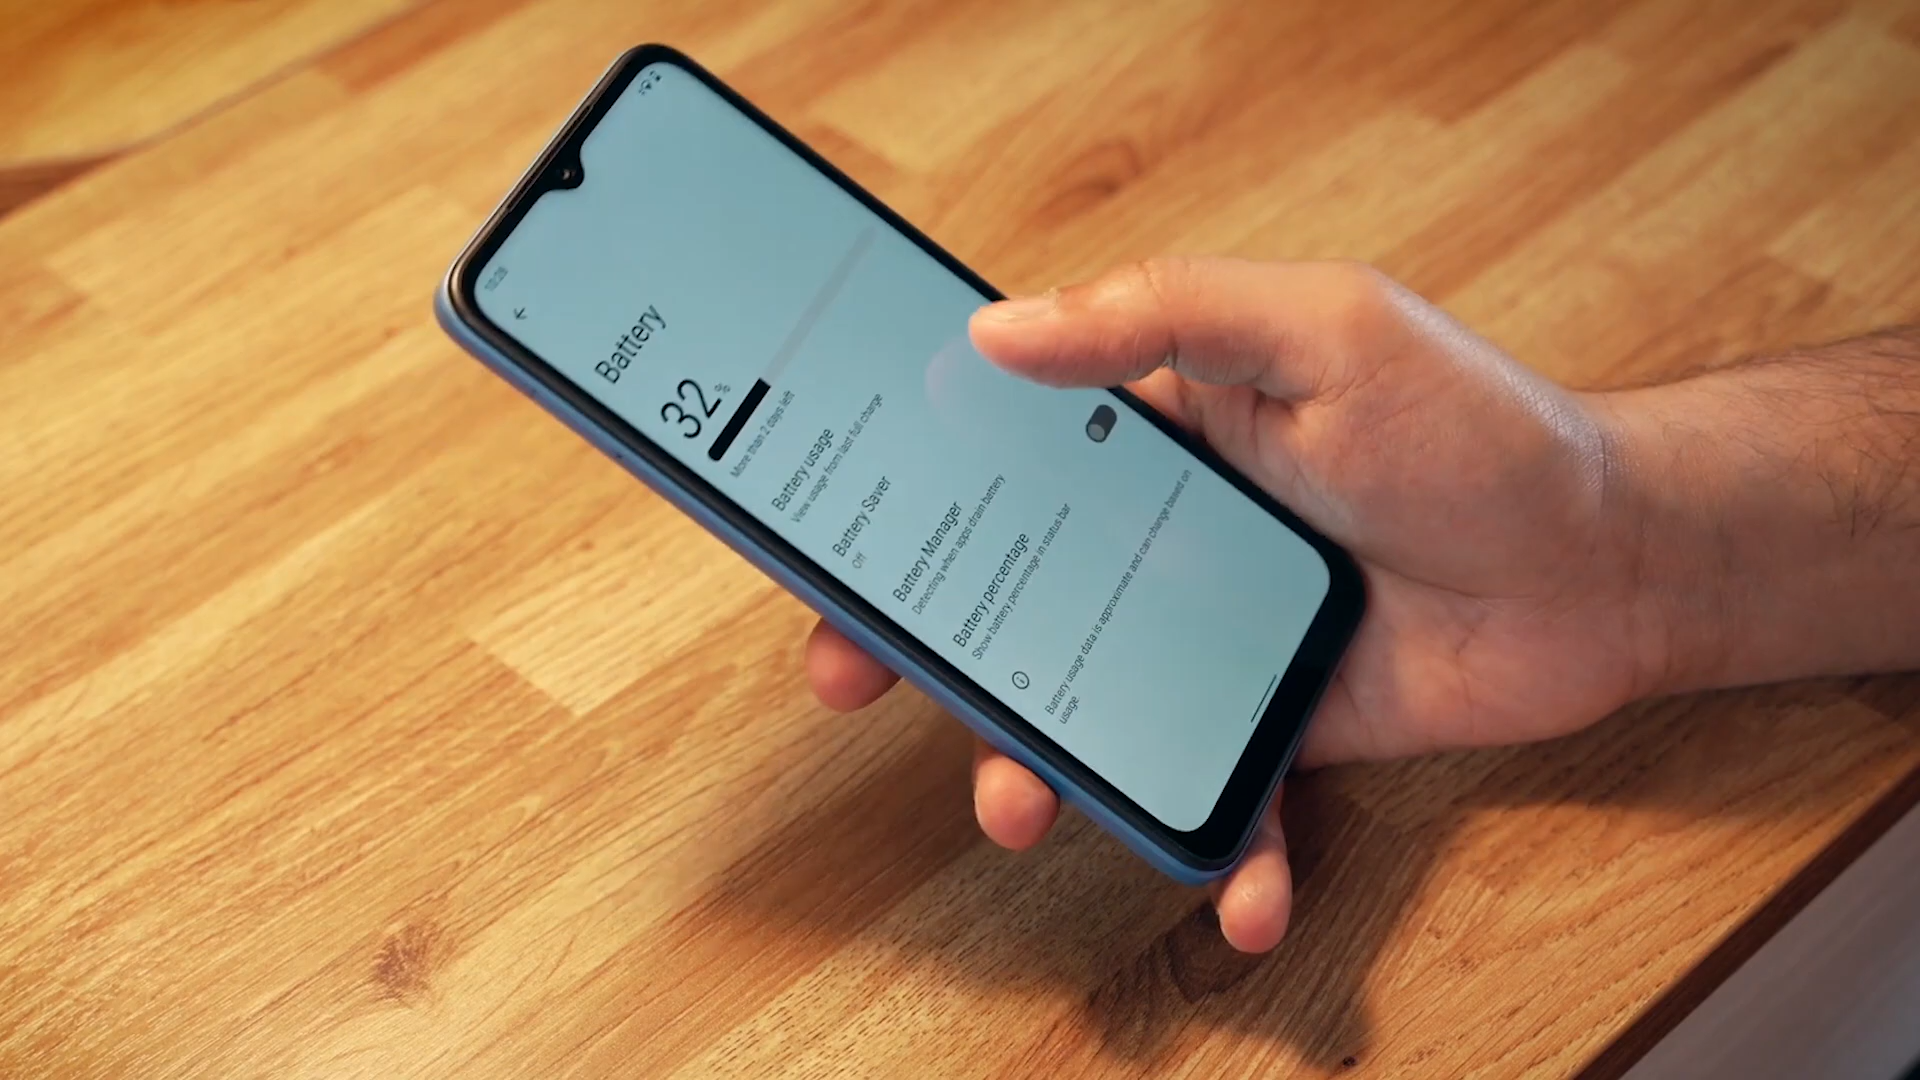 Battery
32%
More than 2 days left
Battery usage
View usage from last full charge
Battery Saver
Off
Battery Manager
Detecting when apps drain battery
Battery percentage
Show battery percentage in status bar
Battery usage data is approximate and can change based on
usage.